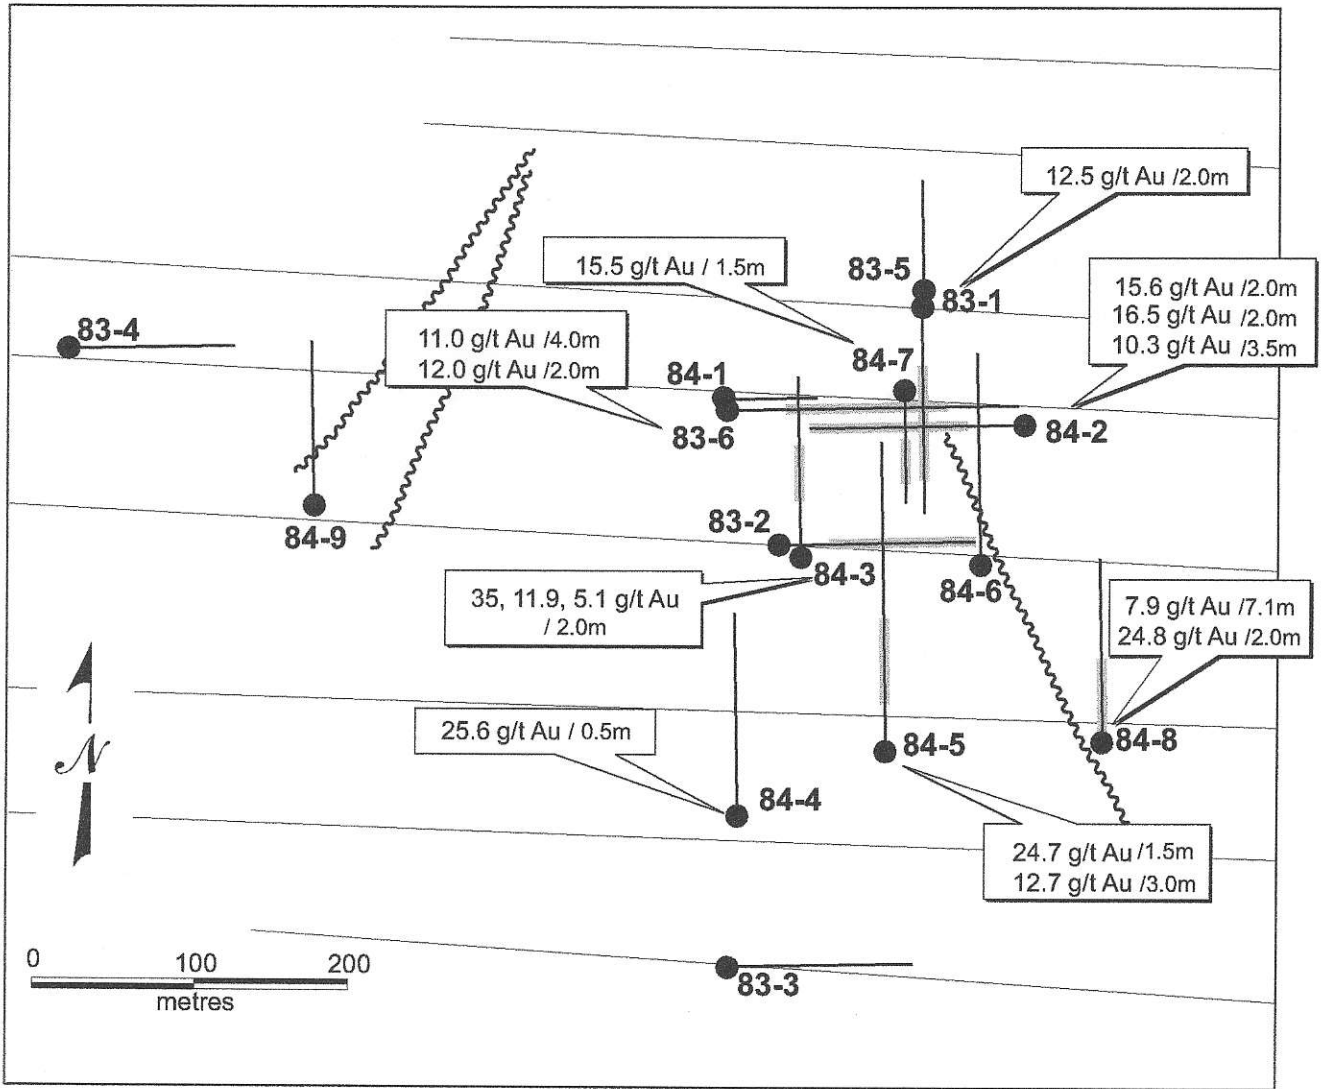 12.5 g/t Au /2.0m
15.5 g/t Au / 1.5m
83-5
83-1
15.6 g/t Au /2.0m
16.5 g/t Au /2.0m
10.3 g/t Au /3.5m
83-4
11.0 g/t Au /4.0m
12.0 g/t Au /2.0m
84-7
84-1
83-6
84-2
83-2
84-9
84-3
84-6
35, 11.9, 5.1 g/t Au
/ 2.0m
7.9 g/t Au /7.1m
24.8 g/t Au /2.0m
25.6 g/t Au / 0.5m
84-5
84-8
N
84-4
24.7 g/t Au /1.5m
12.7 g/t Au /3.0m
0 100 200
metres
83-3